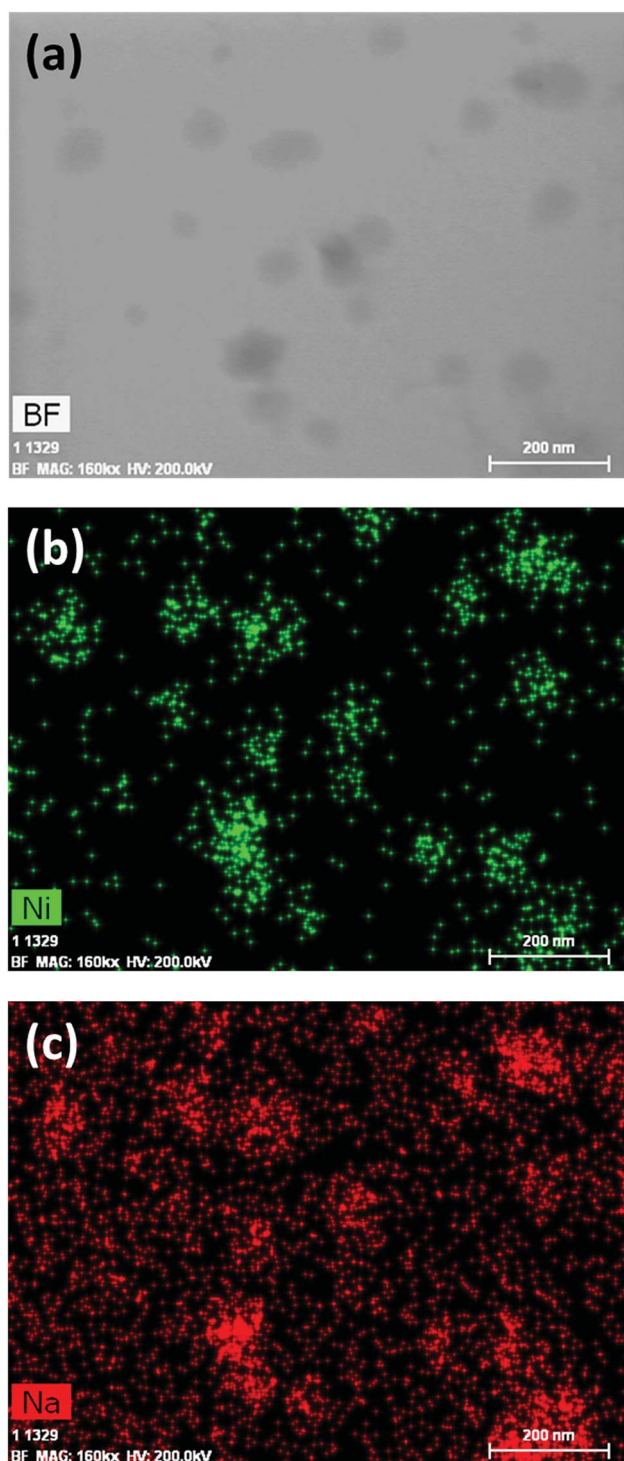 (a)
BF
1 1329
BF MAG: 160kx HV: 200.0kV
200 nm
(b)
Ni
1 1329
BF MAG: 160kx HV: 200.0kV
200 nm
(c)
Na
1 1329
BF MAG: 160kx HV: 200.0kV
200 nm